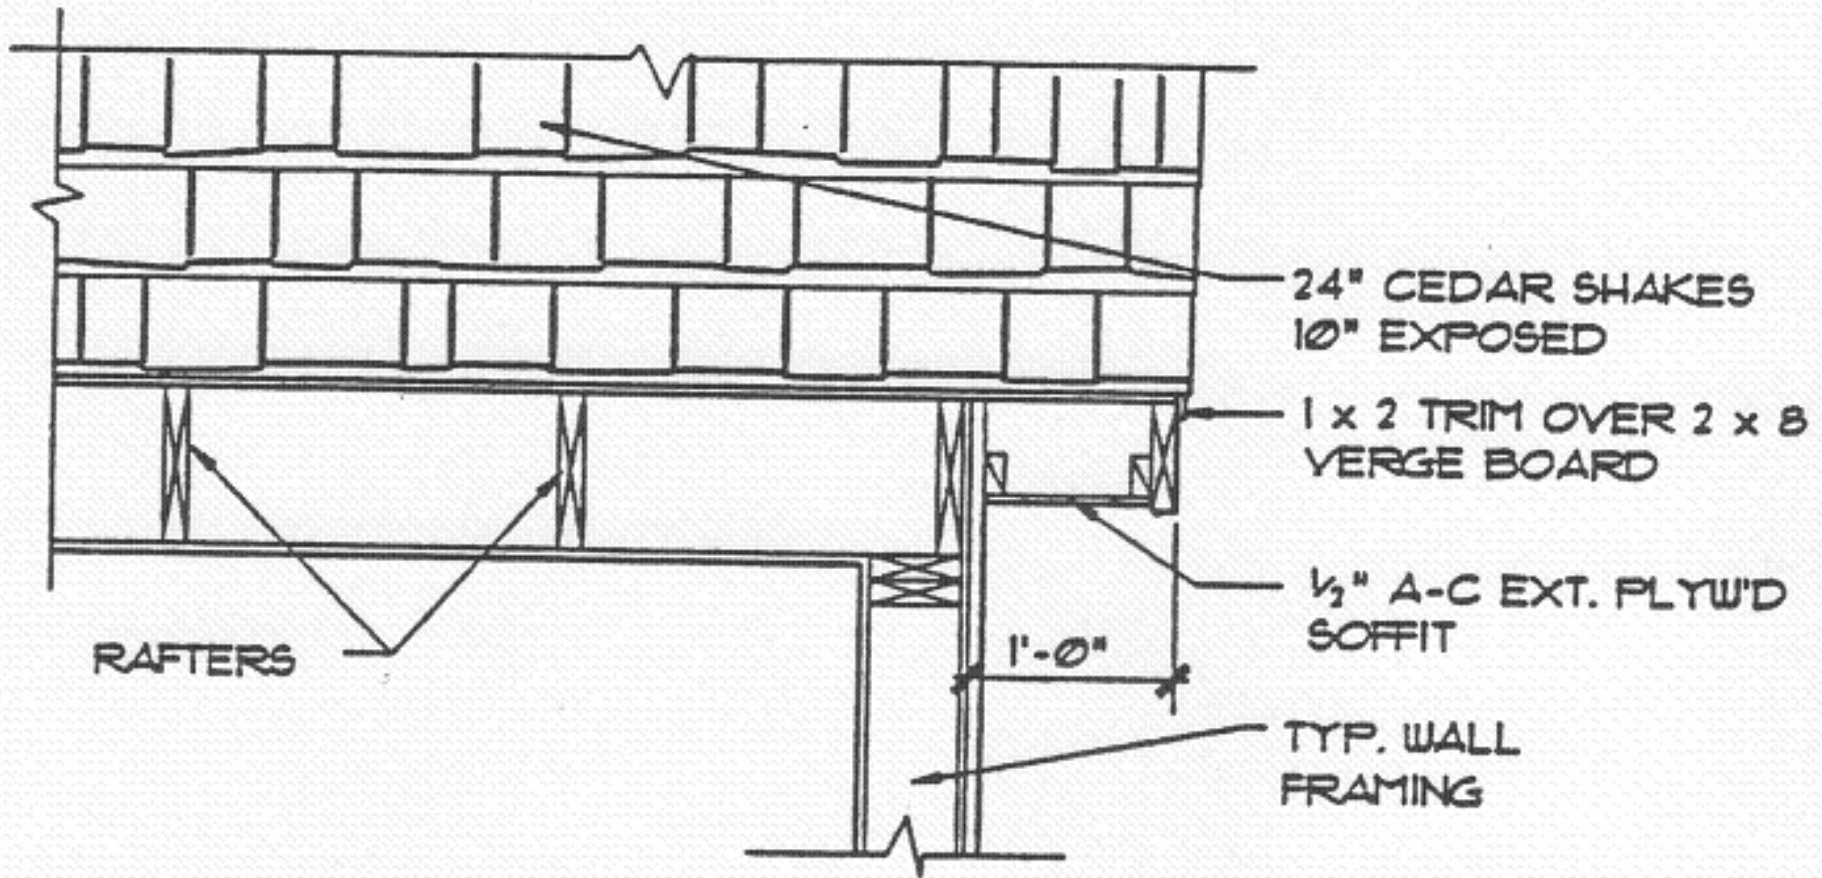 24" CEDAR SHAKES
10" EXPOSED
1 x 2 TRIM OVER 2 x 8
VERGE BOARD
1/2" A-C EXT. PLYW'D
SOFFIT
RAFTERS
1'-0"
TYP. WALL
FRAMING